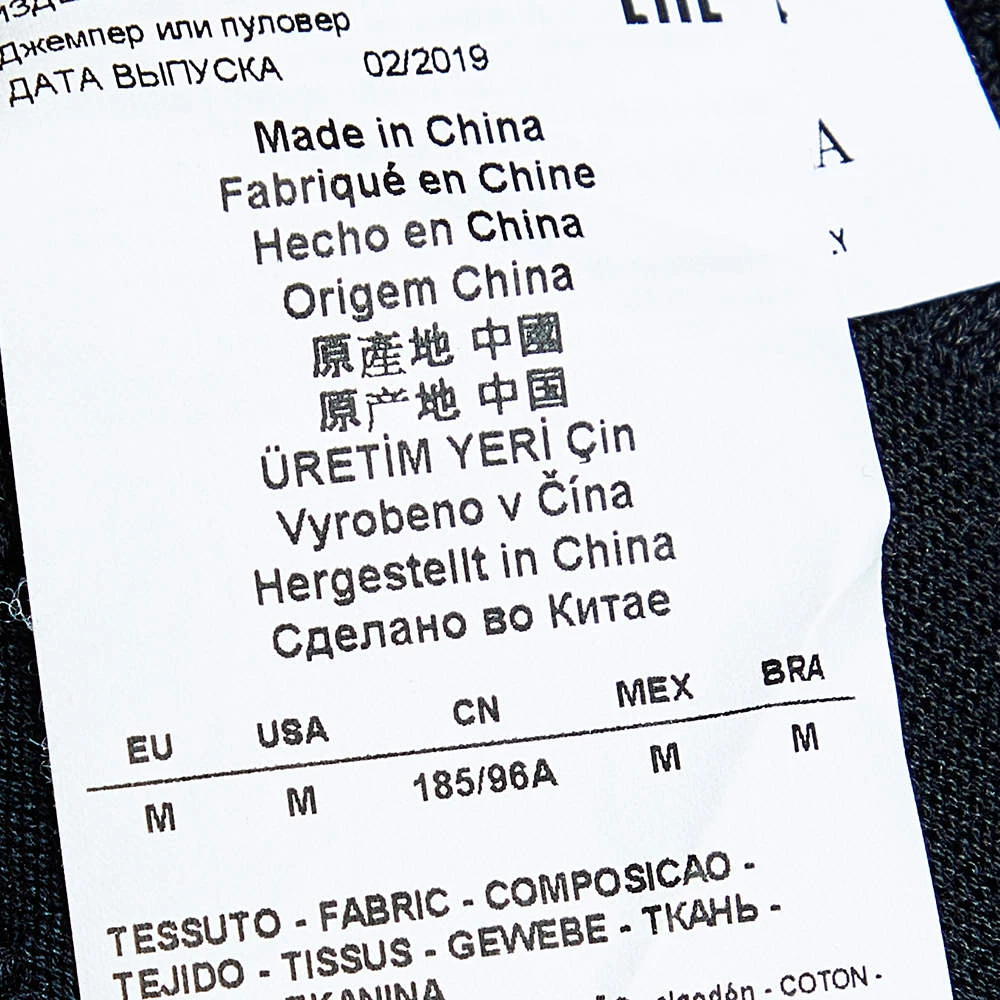 Джемпер или пуловер
ДАТА ВЫПУСКА 02/2019
Made in China
A
Fabriqué en Chine
Hecho en China
.Y
Origem China
原產地 中國
原产地 中国
ÜRETİM YERİ Çin
Vyrobeno v Čína
Hergestellt in China
Сделано во Китае
EU USA CN MEX BRA
M M 185/96A M M
TESSUTO - FABRIC - COMPOSICAO -
TEJIDO - TISSUS - GEWEBE - ТКАНЬ -
algodón - COTON -